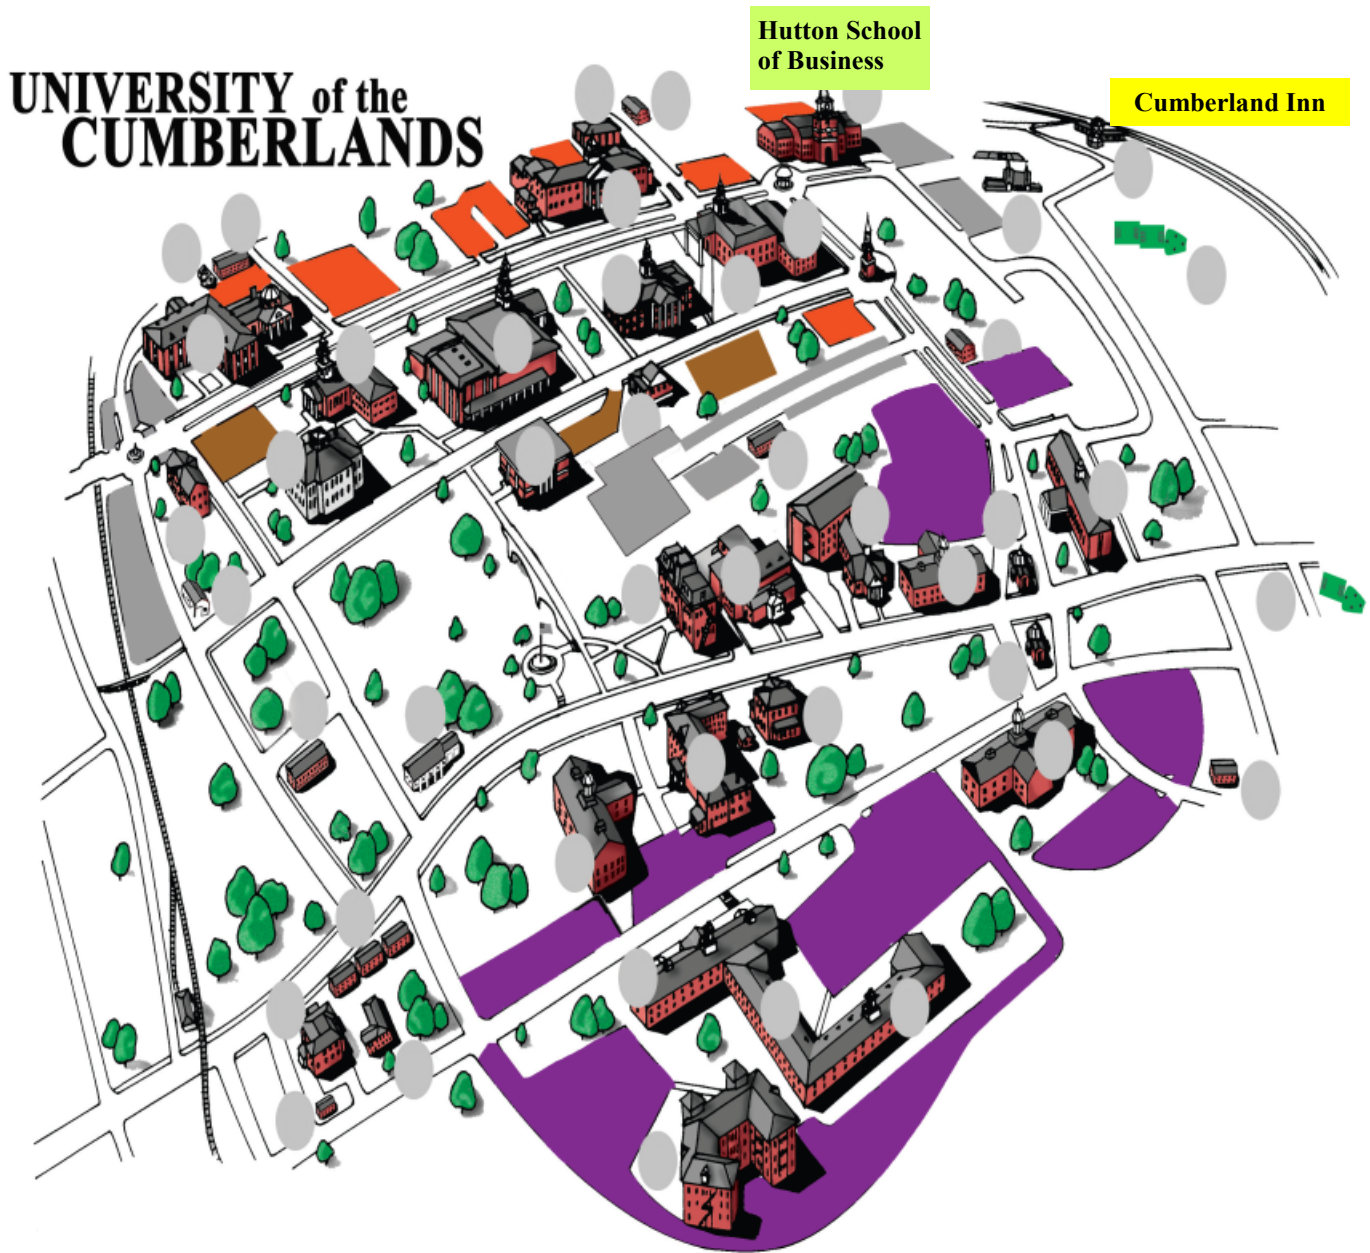 Hutton School
of Business
UNIVERSITY of the
CUMBERLANDS
Cumberland Inn